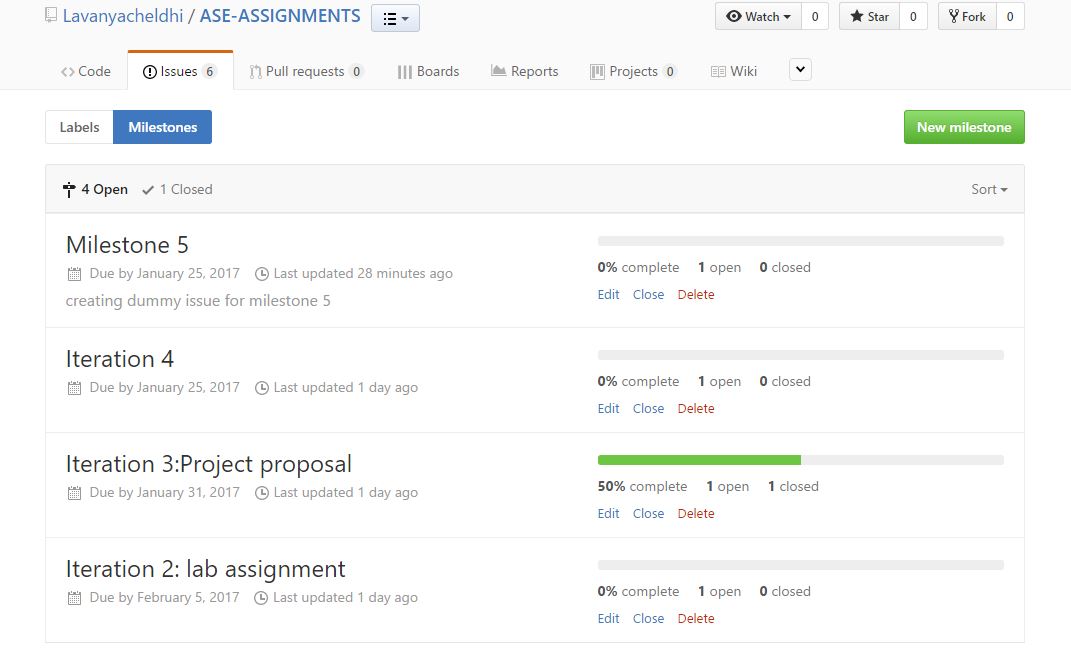 Lavanyacheldhi / ASE-ASSIGNMENTS Watch 0 Star 0 Fork 0
Code Issues 6 Pull requests 0 Boards Reports Projects 0 Wiki
Labels Milestones New milestone
4 Open 1 Closed Sort
Milestone 5
Due by January 25, 2017 Last updated 28 minutes ago
creating dummy issue for milestone 5
0% complete 1 open 0 closed
Edit Close Delete
Iteration 4
Due by January 25, 2017 Last updated 1 day ago
0% complete 1 open 0 closed
Edit Close Delete
Iteration 3:Project proposal
Due by January 31, 2017 Last updated 1 day ago
50% complete 1 open 1 closed
Edit Close Delete
Iteration 2: lab assignment
Due by February 5, 2017 Last updated 1 day ago
0% complete 1 open 0 closed
Edit Close Delete